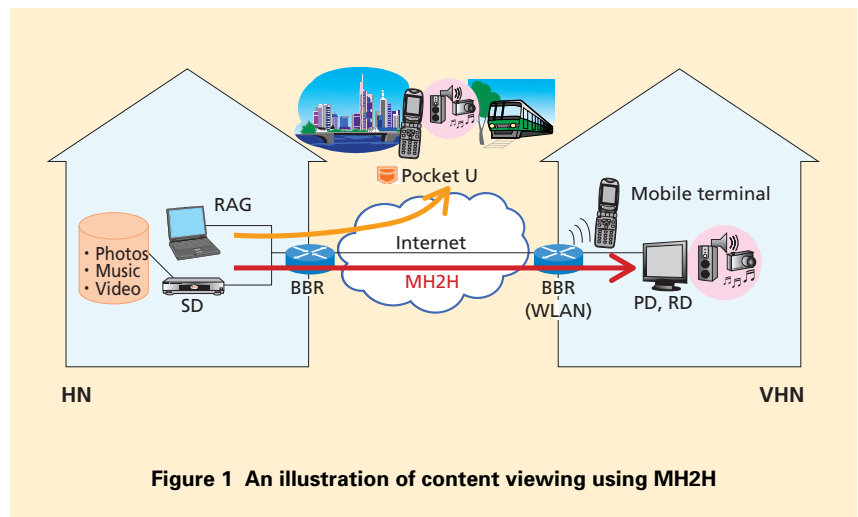 Pocket U
RAG
Mobile terminal
・Photos
・Music
・Video
SD
BBR
Internet
MH2H
BBR
(WLAN)
PD, RD
HN
VHN
Figure 1 An illustration of content viewing using MH2H